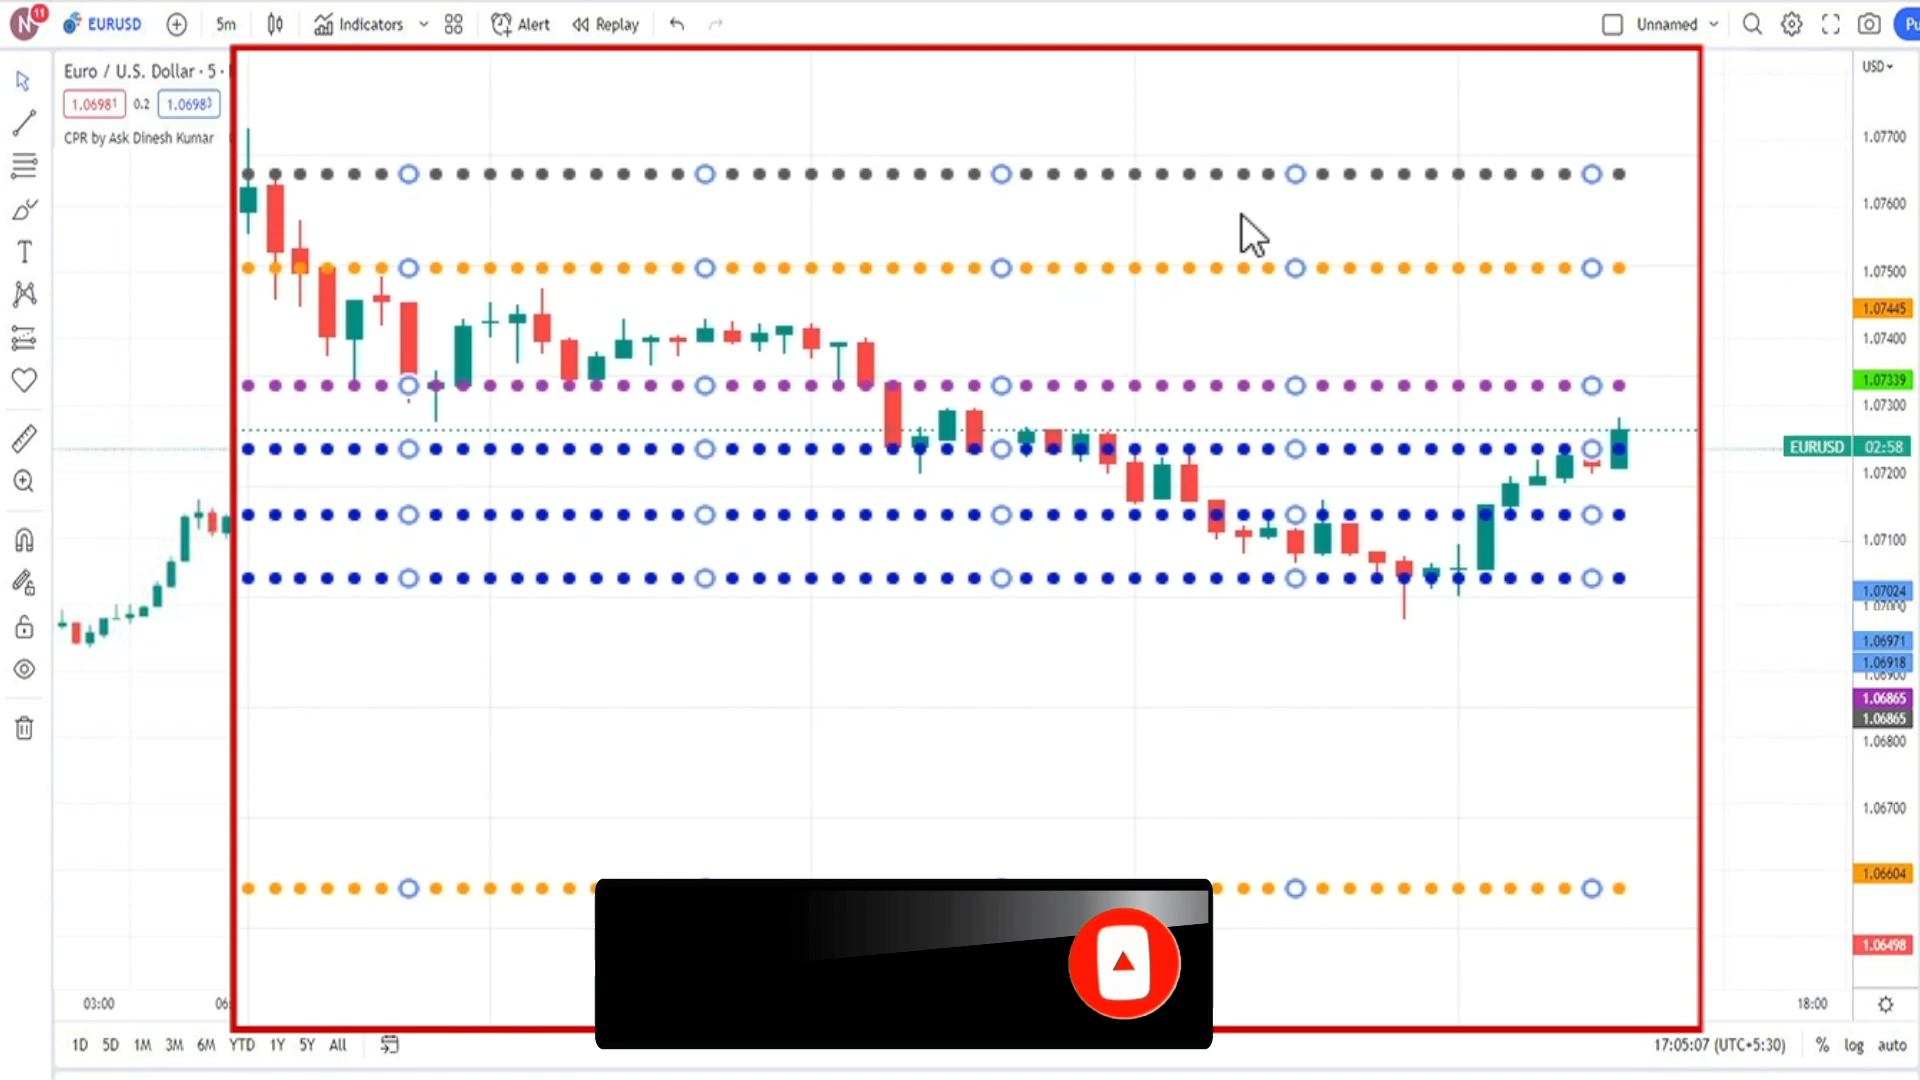 N 11 EURUSD 5m Indicators Alert Replay Unnamed
Euro / U.S. Dollar · 5 ·
USD
1.06981 0.2 1.06983
CPR by Ask Dinesh Kumar
1.07700
1.07600
1.07500
1.07445
1.07400
1.07339
1.07300
EURUSD 02:58
1.07200
1.07100
1.07024
1.06971
1.06918
1.06865
1.06865
1.06800
1.06700
1.06604
1.06498
03:00 18:00
1D 5D 1M 3M 6M YTD 1Y 5Y All 17:05:07 (UTC+5:30) % log auto